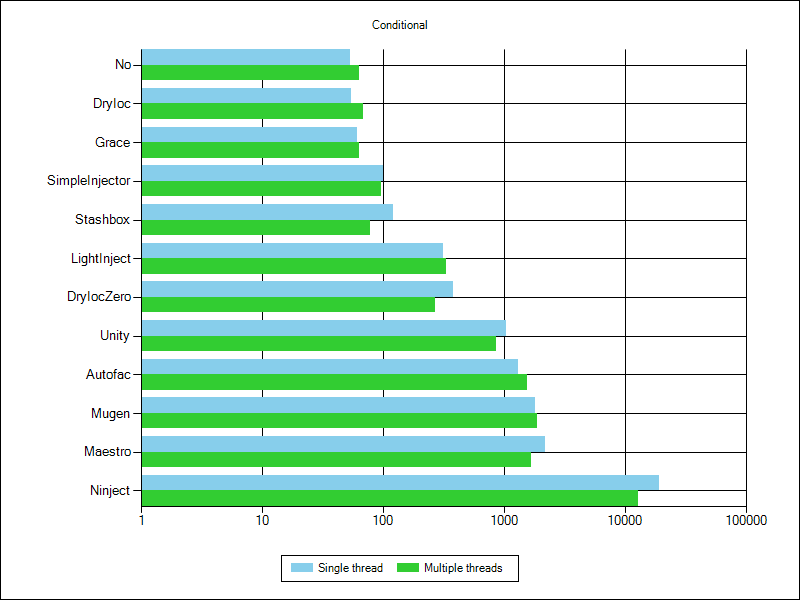 Conditional
No
DryIoc
Grace
SimpleInjector
Stashbox
LightInject
DryIocZero
Unity
Autofac
Mugen
Maestro
Ninject
1 10 100 1000 10000 100000
Single thread Multiple threads